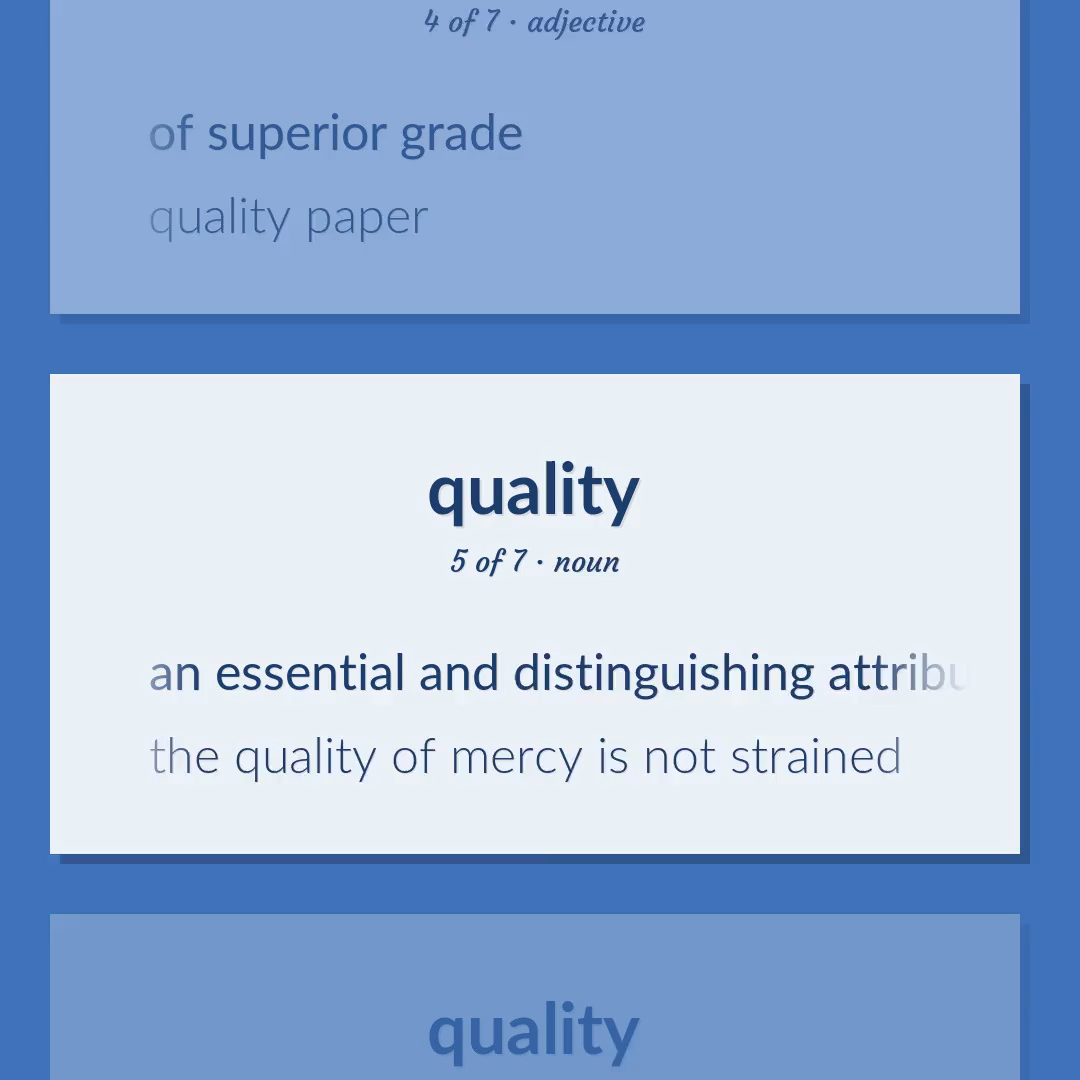 4 of 7 · adjective
of superior grade
quality paper
quality
5 of 7 · noun
an essential and distinguishing attribu
the quality of mercy is not strained
quality